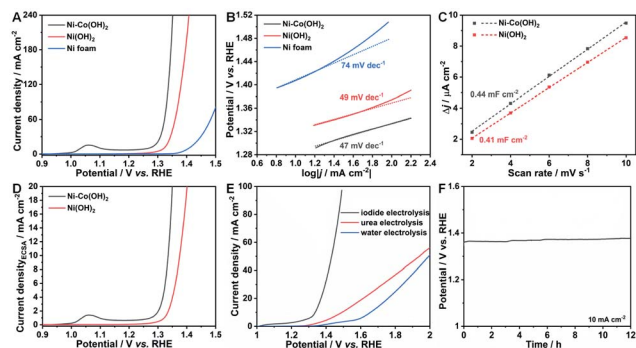 A
Ni-Co(OH)₂
Ni(OH)₂
Ni foam
Current density/ mA cm⁻²
240
180
120
60
0
0.9 1.0 1.1 1.2 1.3 1.4 1.5
Potential / V vs. RHE
B
Ni-Co(OH)₂
Ni(OH)₂
Ni foam
74 mV dec⁻¹
49 mV dec⁻¹
47 mV dec⁻¹
Potential / V vs. RHE
1.52
1.48
1.44
1.40
1.36
1.32
1.28
0.4 0.6 0.8 1.0 1.2 1.4 1.6 1.8 2.0 2.2 2.4
log|j / mA cm⁻²|
C
Ni-Co(OH)₂
Ni(OH)₂
0.44 mF cm⁻²
0.41 mF cm⁻²
Δj / μA cm⁻²
10
8
6
4
2
2 4 6 8 10
Scan rate / mV s⁻¹
D
Ni-Co(OH)₂
Ni(OH)₂
Current density ECSA / mA cm⁻²
20
18
16
14
12
10
8
6
4
2
0
0.9 1.0 1.1 1.2 1.3 1.4 1.5
Potential / V vs. RHE
E
iodide electrolysis
urea electrolysis
water electrolysis
Current density / mA cm⁻²
80
60
40
20
0
1 1.2 1.4 1.6 1.8 2
Potential / V vs. RHE
F
Potential / V vs. RHE
1.6
1.4
1.2
1
10 mA cm⁻²
0 2 4 6 8 10 12
Time / h